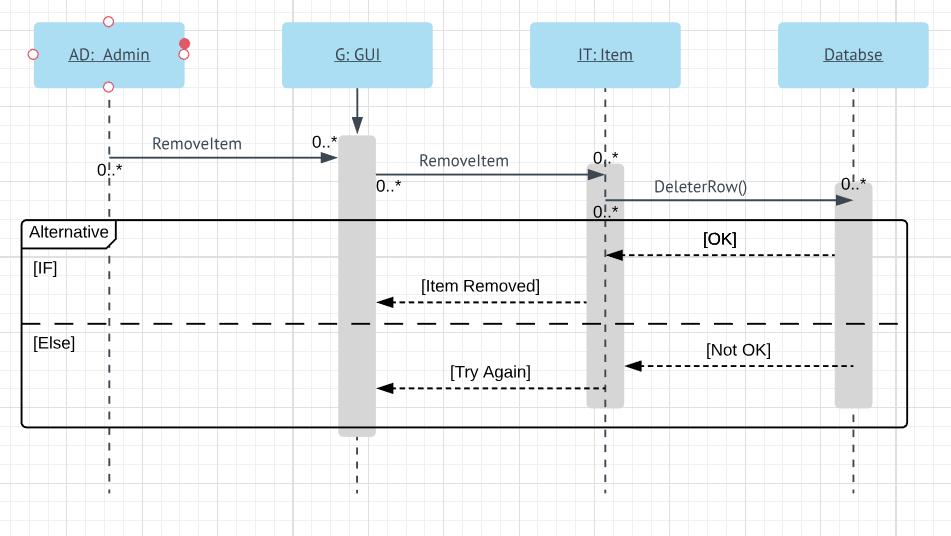 AD:  Admin
G: GUI
IT: Item
Databse
RemoveItem
0..*
0..*
RemoveItem
0..*
0..*
DeleterRow()
0..*
0..*
Alternative
[IF]
[OK]
[Item Removed]
[Else]
[Not OK]
[Try Again]